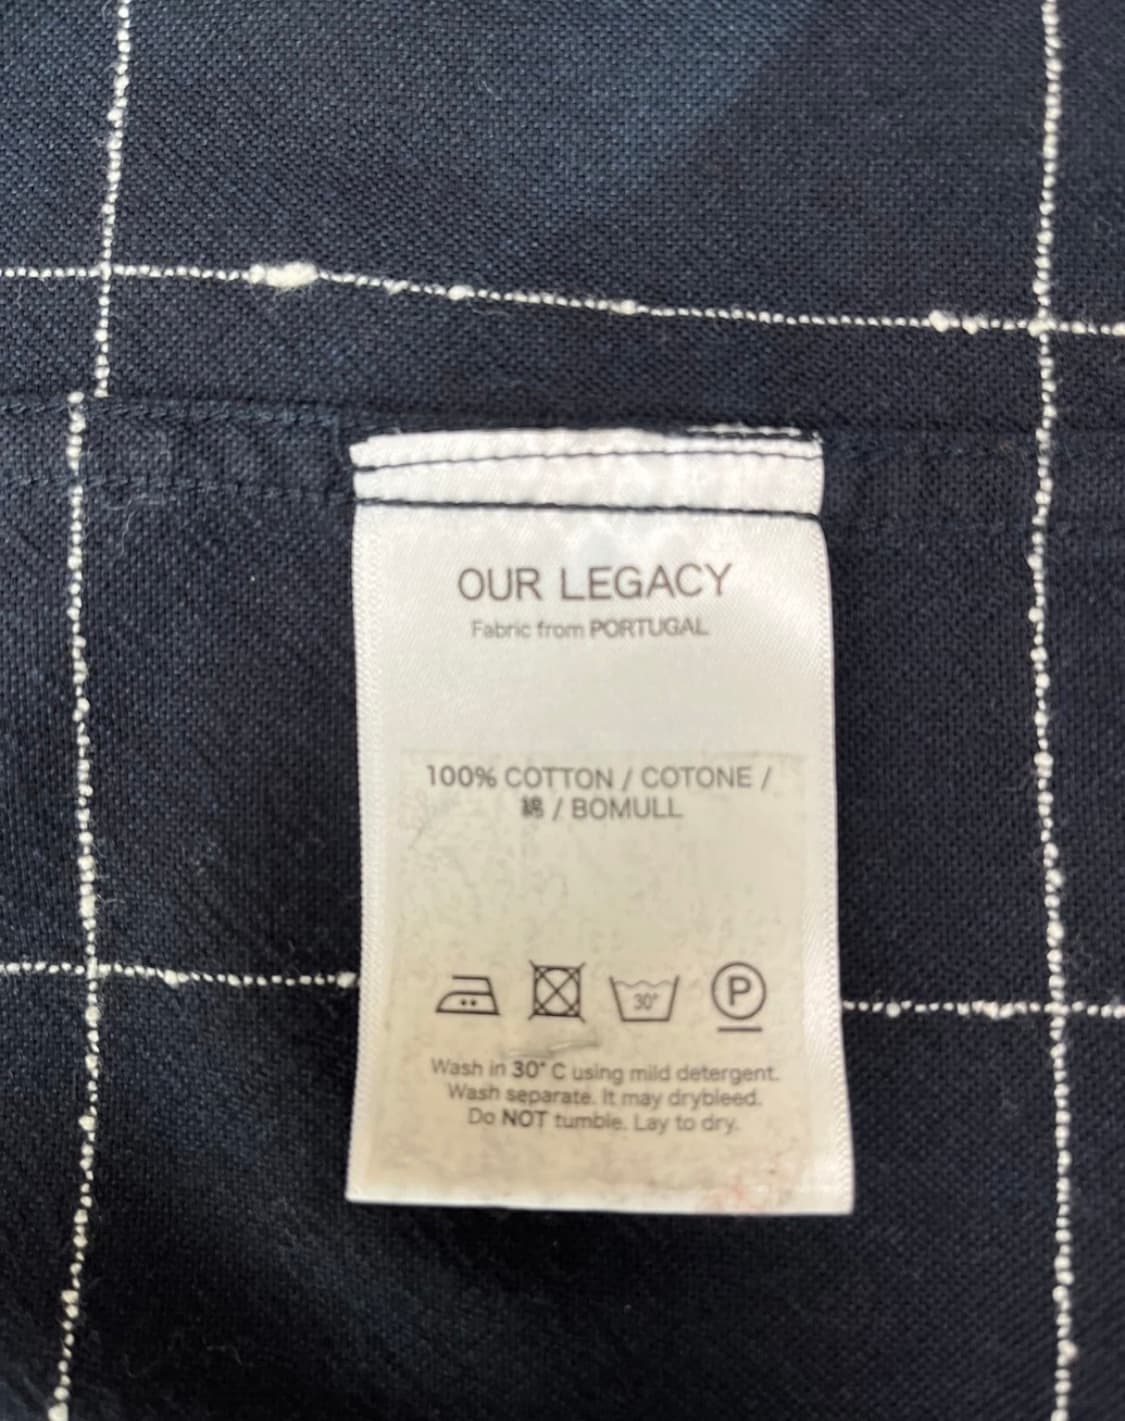 OUR LEGACY
Fabric from PORTUGAL
100% COTTON / COTONE /
綿 / BOMULL
30°
P
Wash in 30° C using mild detergent.
Wash separate. It may drybleed.
Do NOT tumble. Lay to dry.